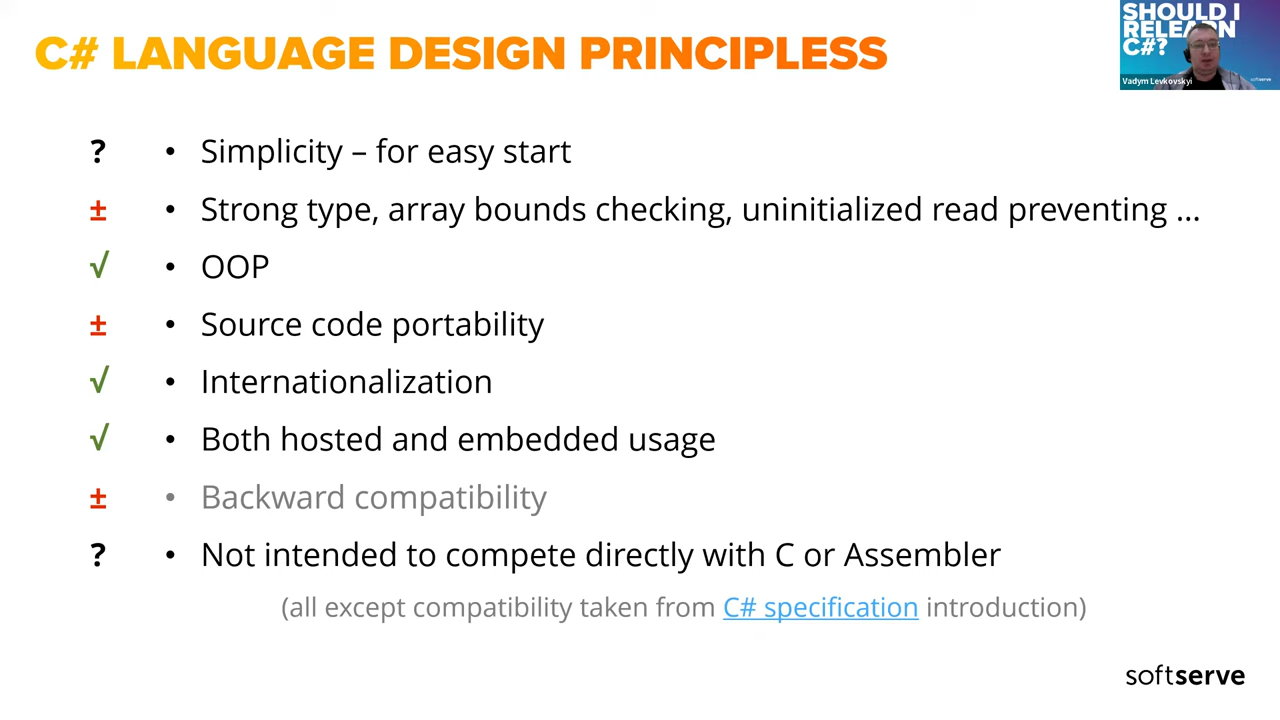 C# LANGUAGE DESIGN PRINCIPLESS
SHOULD I
RELEARN
C#?
Vadym Levkovskyi
softserve
? • Simplicity – for easy start
± • Strong type, array bounds checking, uninitialized read preventing ...
√ • OOP
± • Source code portability
√ • Internationalization
√ • Both hosted and embedded usage
± • Backward compatibility
? • Not intended to compete directly with C or Assembler
(all except compatibility taken from C# specification introduction)
softserve